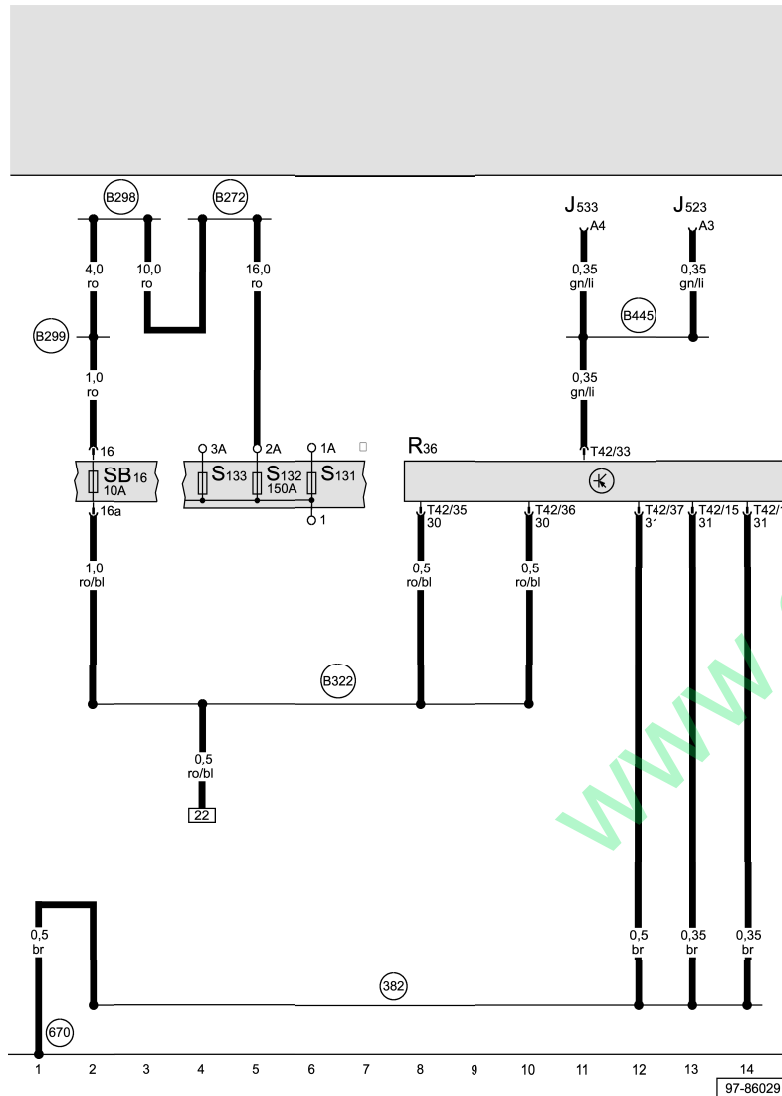 B298
B272
J533
J523
A4
A3
4,0
ro
10,0
ro
16,0
ro
0,35
gn/li
0,35
gn/li
B299
B445
1,0
ro
0,35
gn/li
16
3A
2A
1A
R36
T42/33
SB16
10A
S133
S132
150A
S131
16a
1
T42/35
30
T42/36
30
T42/37
T42/15
31
31
1,0
ro/bl
0,5
ro/bl
0,5
ro/bl
B322
0,5
ro/bl
22
www
0,5
br
0,5
br
0,35
br
0,35
br
382
670
1 2 3 4 5 6 7 8 9 10 11 12 13 14
97-86029